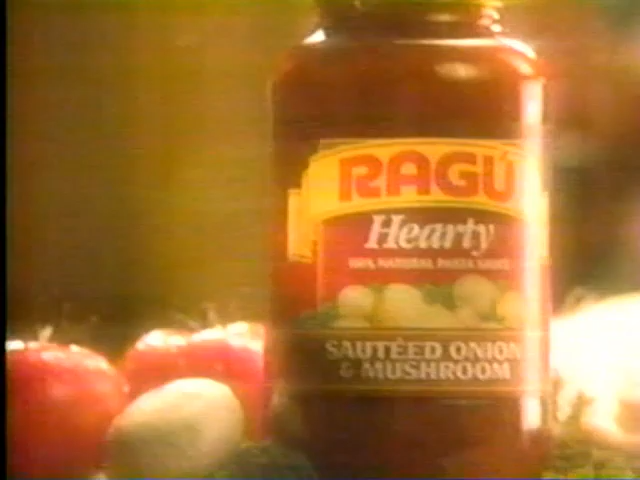 RAGÚ
Hearty
100% NATURAL PASTA SAUCE
SAUTÉED ONION
& MUSHROOM